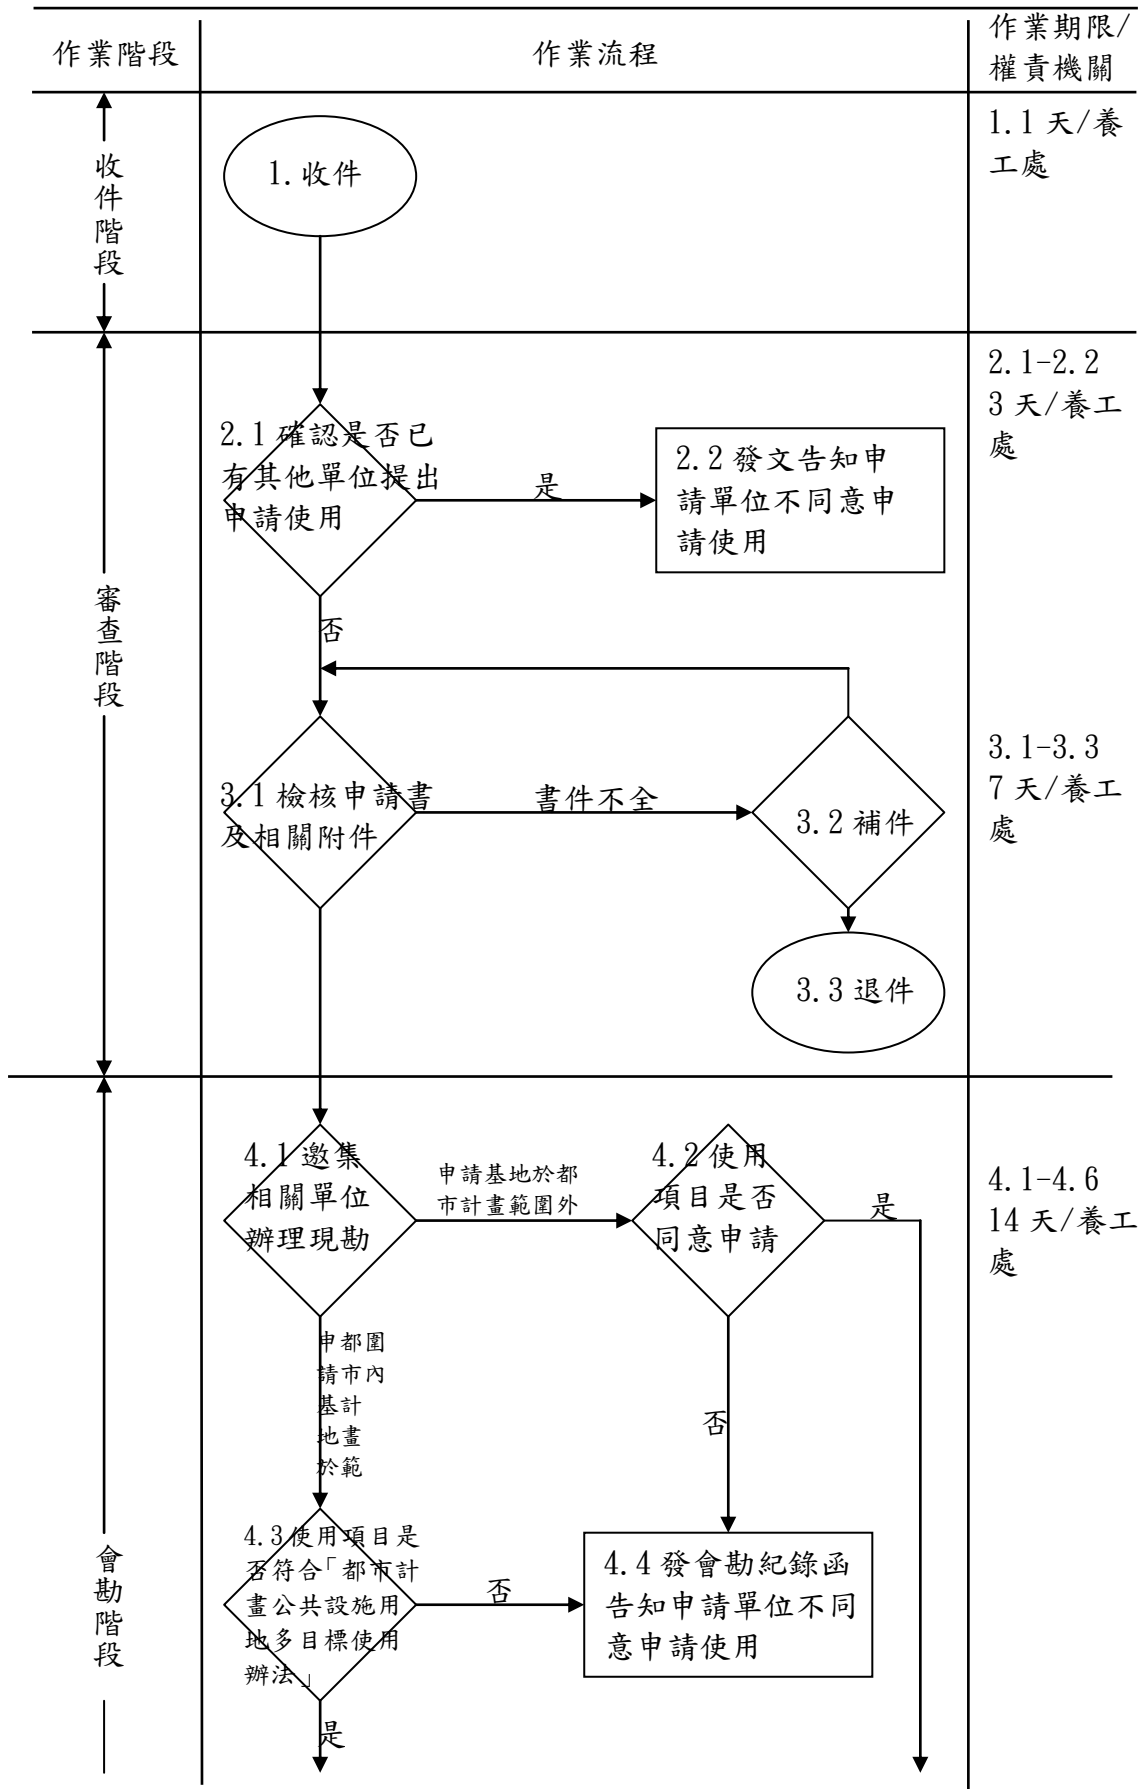 作業階段
作業流程
作業期限/
權責機關
收件階段
1.收件
1.1 天/養
工處
審查階段
2.1 確認是否已
有其他單位提出
申請使用
是
2.2 發文告知申
請單位不同意申
請使用
2.1-2.2
3 天/養工
處
否
3.1 檢核申請書
及相關附件
書件不全
3.2 補件
3.1-3.3
7 天/養工
處
3.3 退件
會勘階段
4.1 邀集
相關單位
辦理現勘
申請基地於都
市計畫範圍外
4.2 使用
項目是否
同意申請
是
4.1-4.6
14 天/養工
處
申請基地於
都市計畫範
圍內
否
4.3 使用項目是
否符合「都市計
畫公共設施用
地多目標使用
辦法」
否
4.4 發會勘紀錄函
告知申請單位不同
意申請使用
是